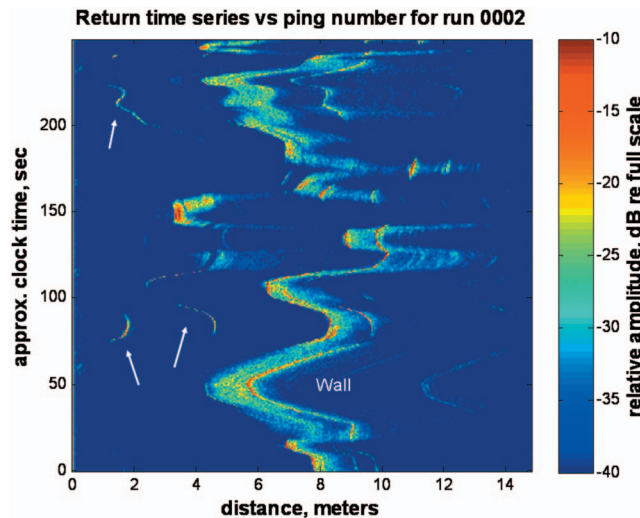 Return time series vs ping number for run 0002
approx. clock time, sec
200
150
100
50
0
Wall
0 2 4 6 8 10 12 14
distance, meters
-10
-15
-20
-25
-30
-35
-40
relative amplitude, dB re full scale